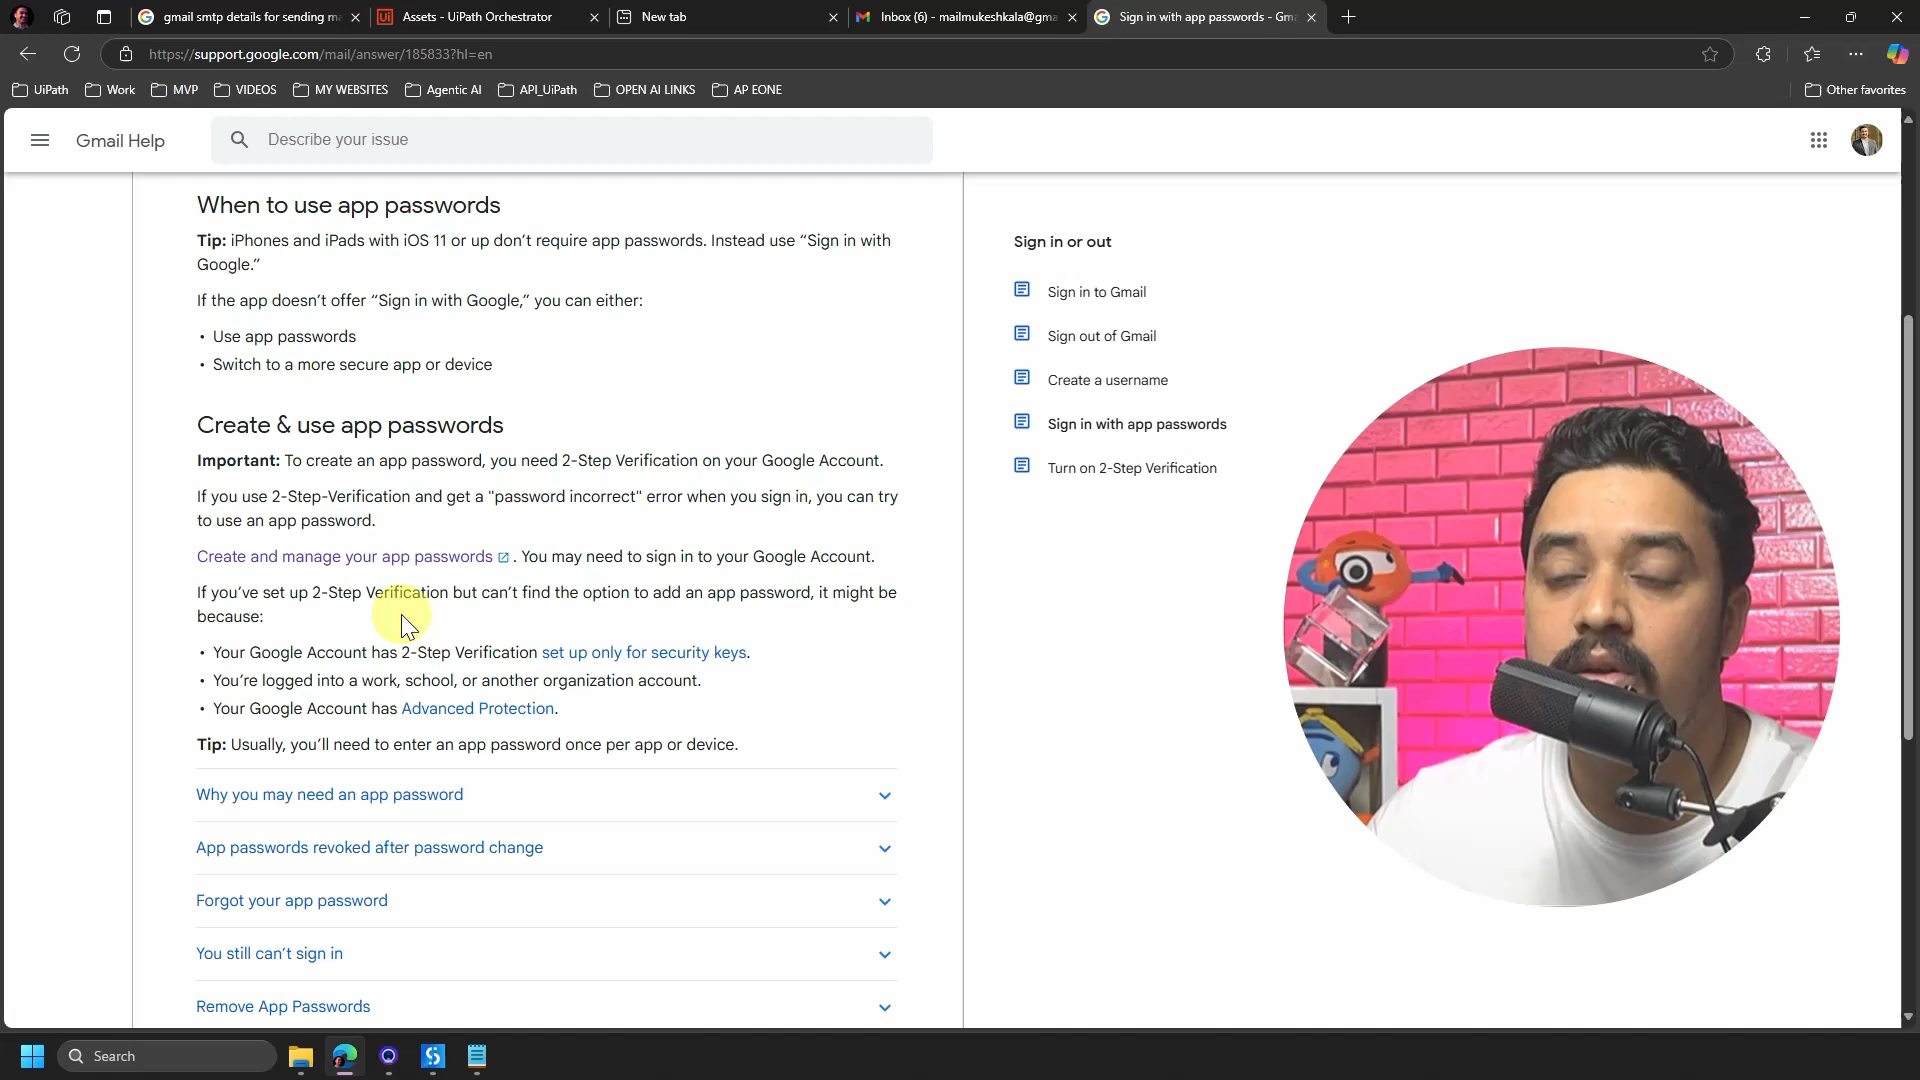 gmail smtp details for sending ma
Assets - UiPath Orchestrator
New tab
Inbox (6) - mailmukeshkala@gma
Sign in with app passwords - Gma
https://support.google.com/mail/answer/185833?hl=en
UiPath
Work
MVP
VIDEOS
MY WEBSITES
Agentic AI
API_UiPath
OPEN AI LINKS
AP EONE
Other favorites
Gmail Help
Describe your issue
When to use app passwords
Tip: iPhones and iPads with iOS 11 or up don’t require app passwords. Instead use “Sign in with
Google.”
If the app doesn’t offer “Sign in with Google,” you can either:
• Use app passwords
• Switch to a more secure app or device
Create & use app passwords
Important: To create an app password, you need 2-Step Verification on your Google Account.
If you use 2-Step-Verification and get a "password incorrect" error when you sign in, you can try
to use an app password.
Create and manage your app passwords. You may need to sign in to your Google Account.
If you’ve set up 2-Step Verification but can’t find the option to add an app password, it might be
because:
• Your Google Account has 2-Step Verification set up only for security keys.
• You’re logged into a work, school, or another organization account.
• Your Google Account has Advanced Protection.
Tip: Usually, you’ll need to enter an app password once per app or device.
Why you may need an app password
App passwords revoked after password change
Forgot your app password
You still can’t sign in
Remove App Passwords
Sign in or out
Sign in to Gmail
Sign out of Gmail
Create a username
Sign in with app passwords
Turn on 2-Step Verification
Search